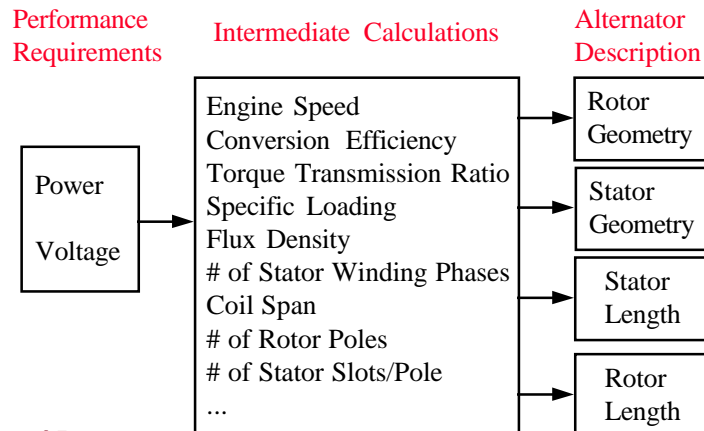 Performance
Requirements
Intermediate Calculations
Alternator
Description
Power
Voltage
Engine Speed
Conversion Efficiency
Torque Transmission Ratio
Specific Loading
Flux Density
# of Stator Winding Phases
Coil Span
# of Rotor Poles
# of Stator Slots/Pole
...
Rotor
Geometry
Stator
Geometry
Stator
Length
Rotor
Length